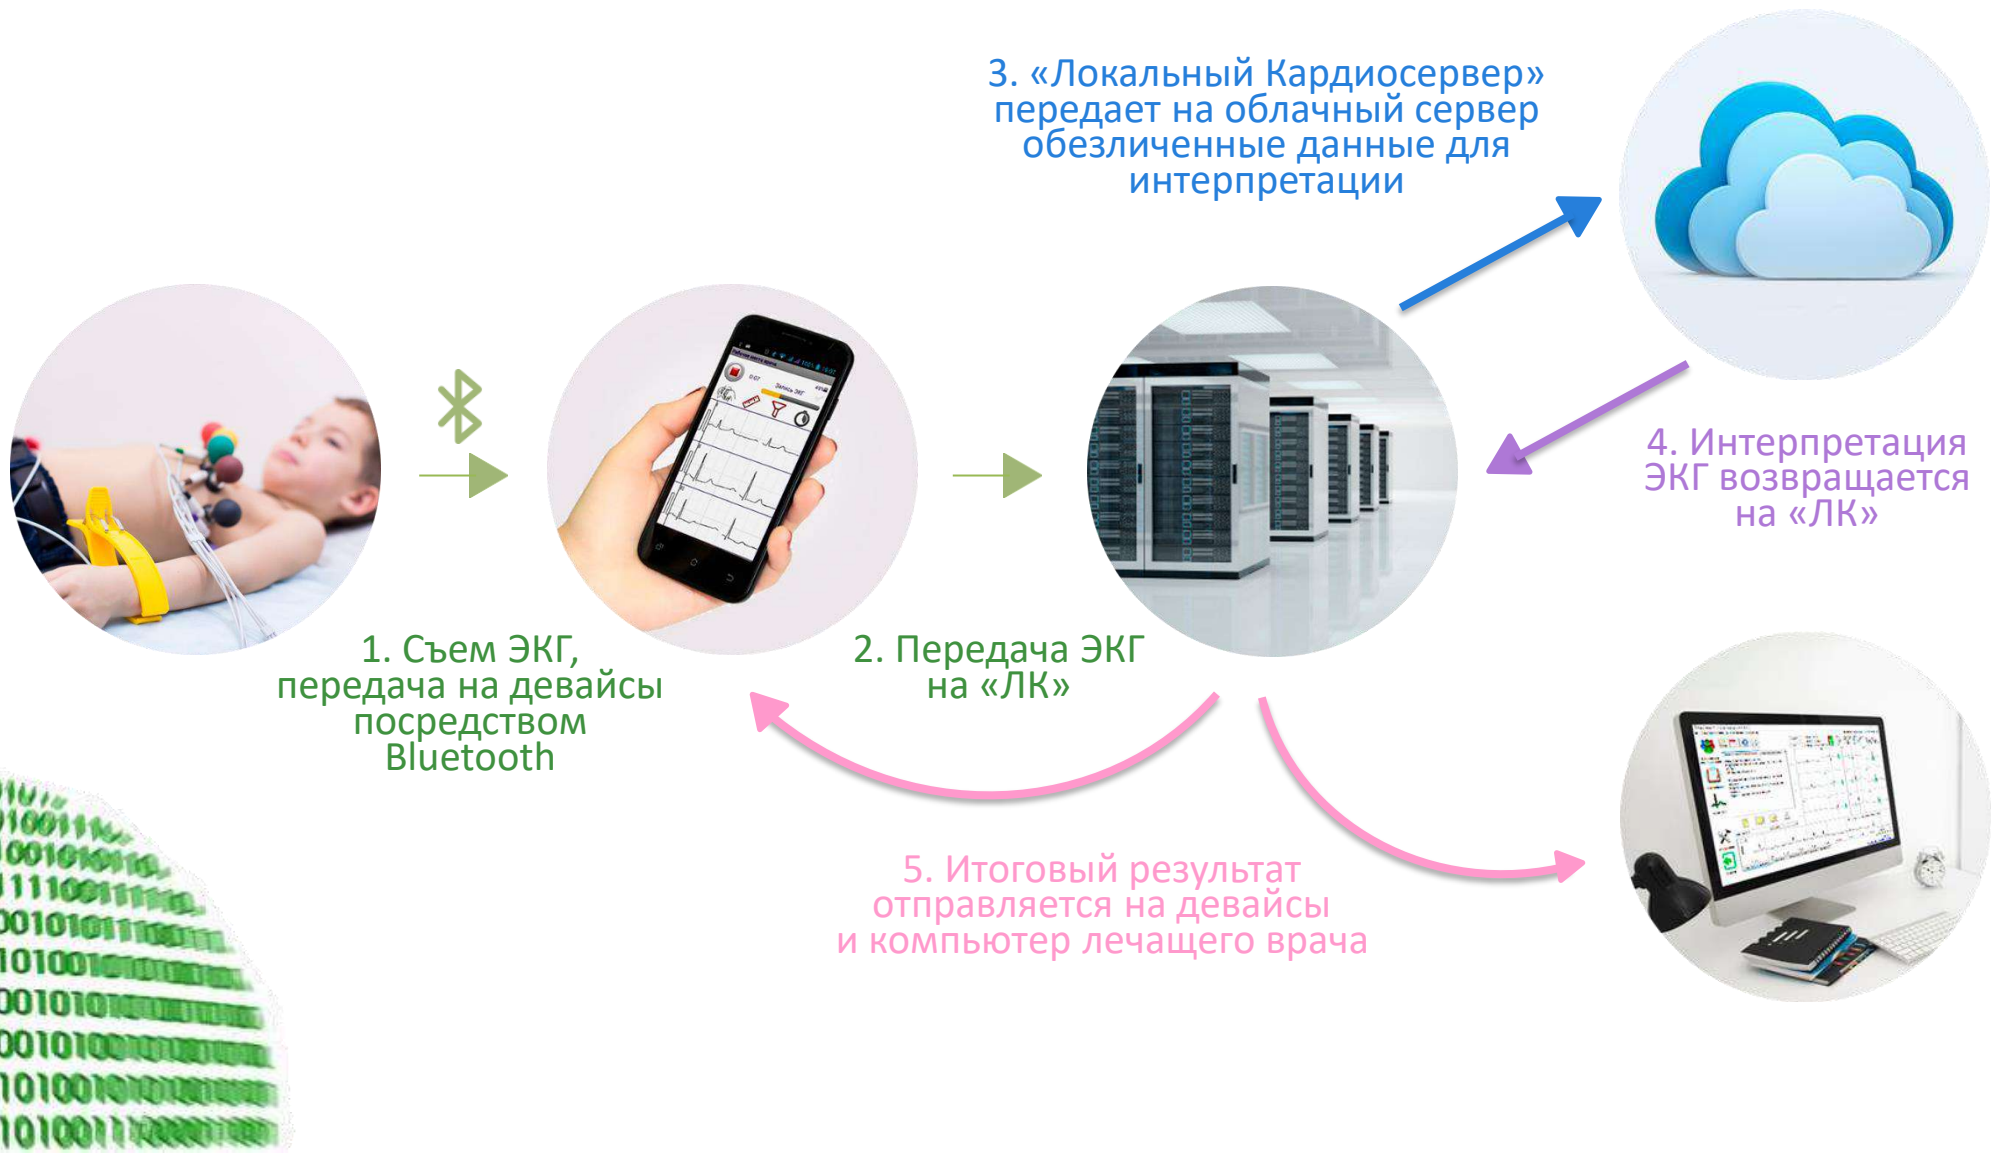 3. «Локальный Кардиосервер»
передает на облачный сервер
обезличенные данные для
интерпретации
4. Интерпретация
ЭКГ возвращается
на «ЛК»
Запись ЭКГ
1. Съем ЭКГ,
передача на девайсы
посредством
Bluetooth
2. Передача ЭКГ
на «ЛК»
5. Итоговый результат
отправляется на девайсы
и компьютер лечащего врача